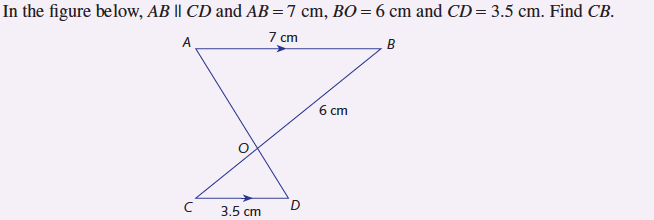 In the figure below, AB || CD and AB = 7 cm, BO = 6 cm and CD = 3.5 cm. Find CB.
7 cm
A
B
6 cm
O
C
3.5 cm
D